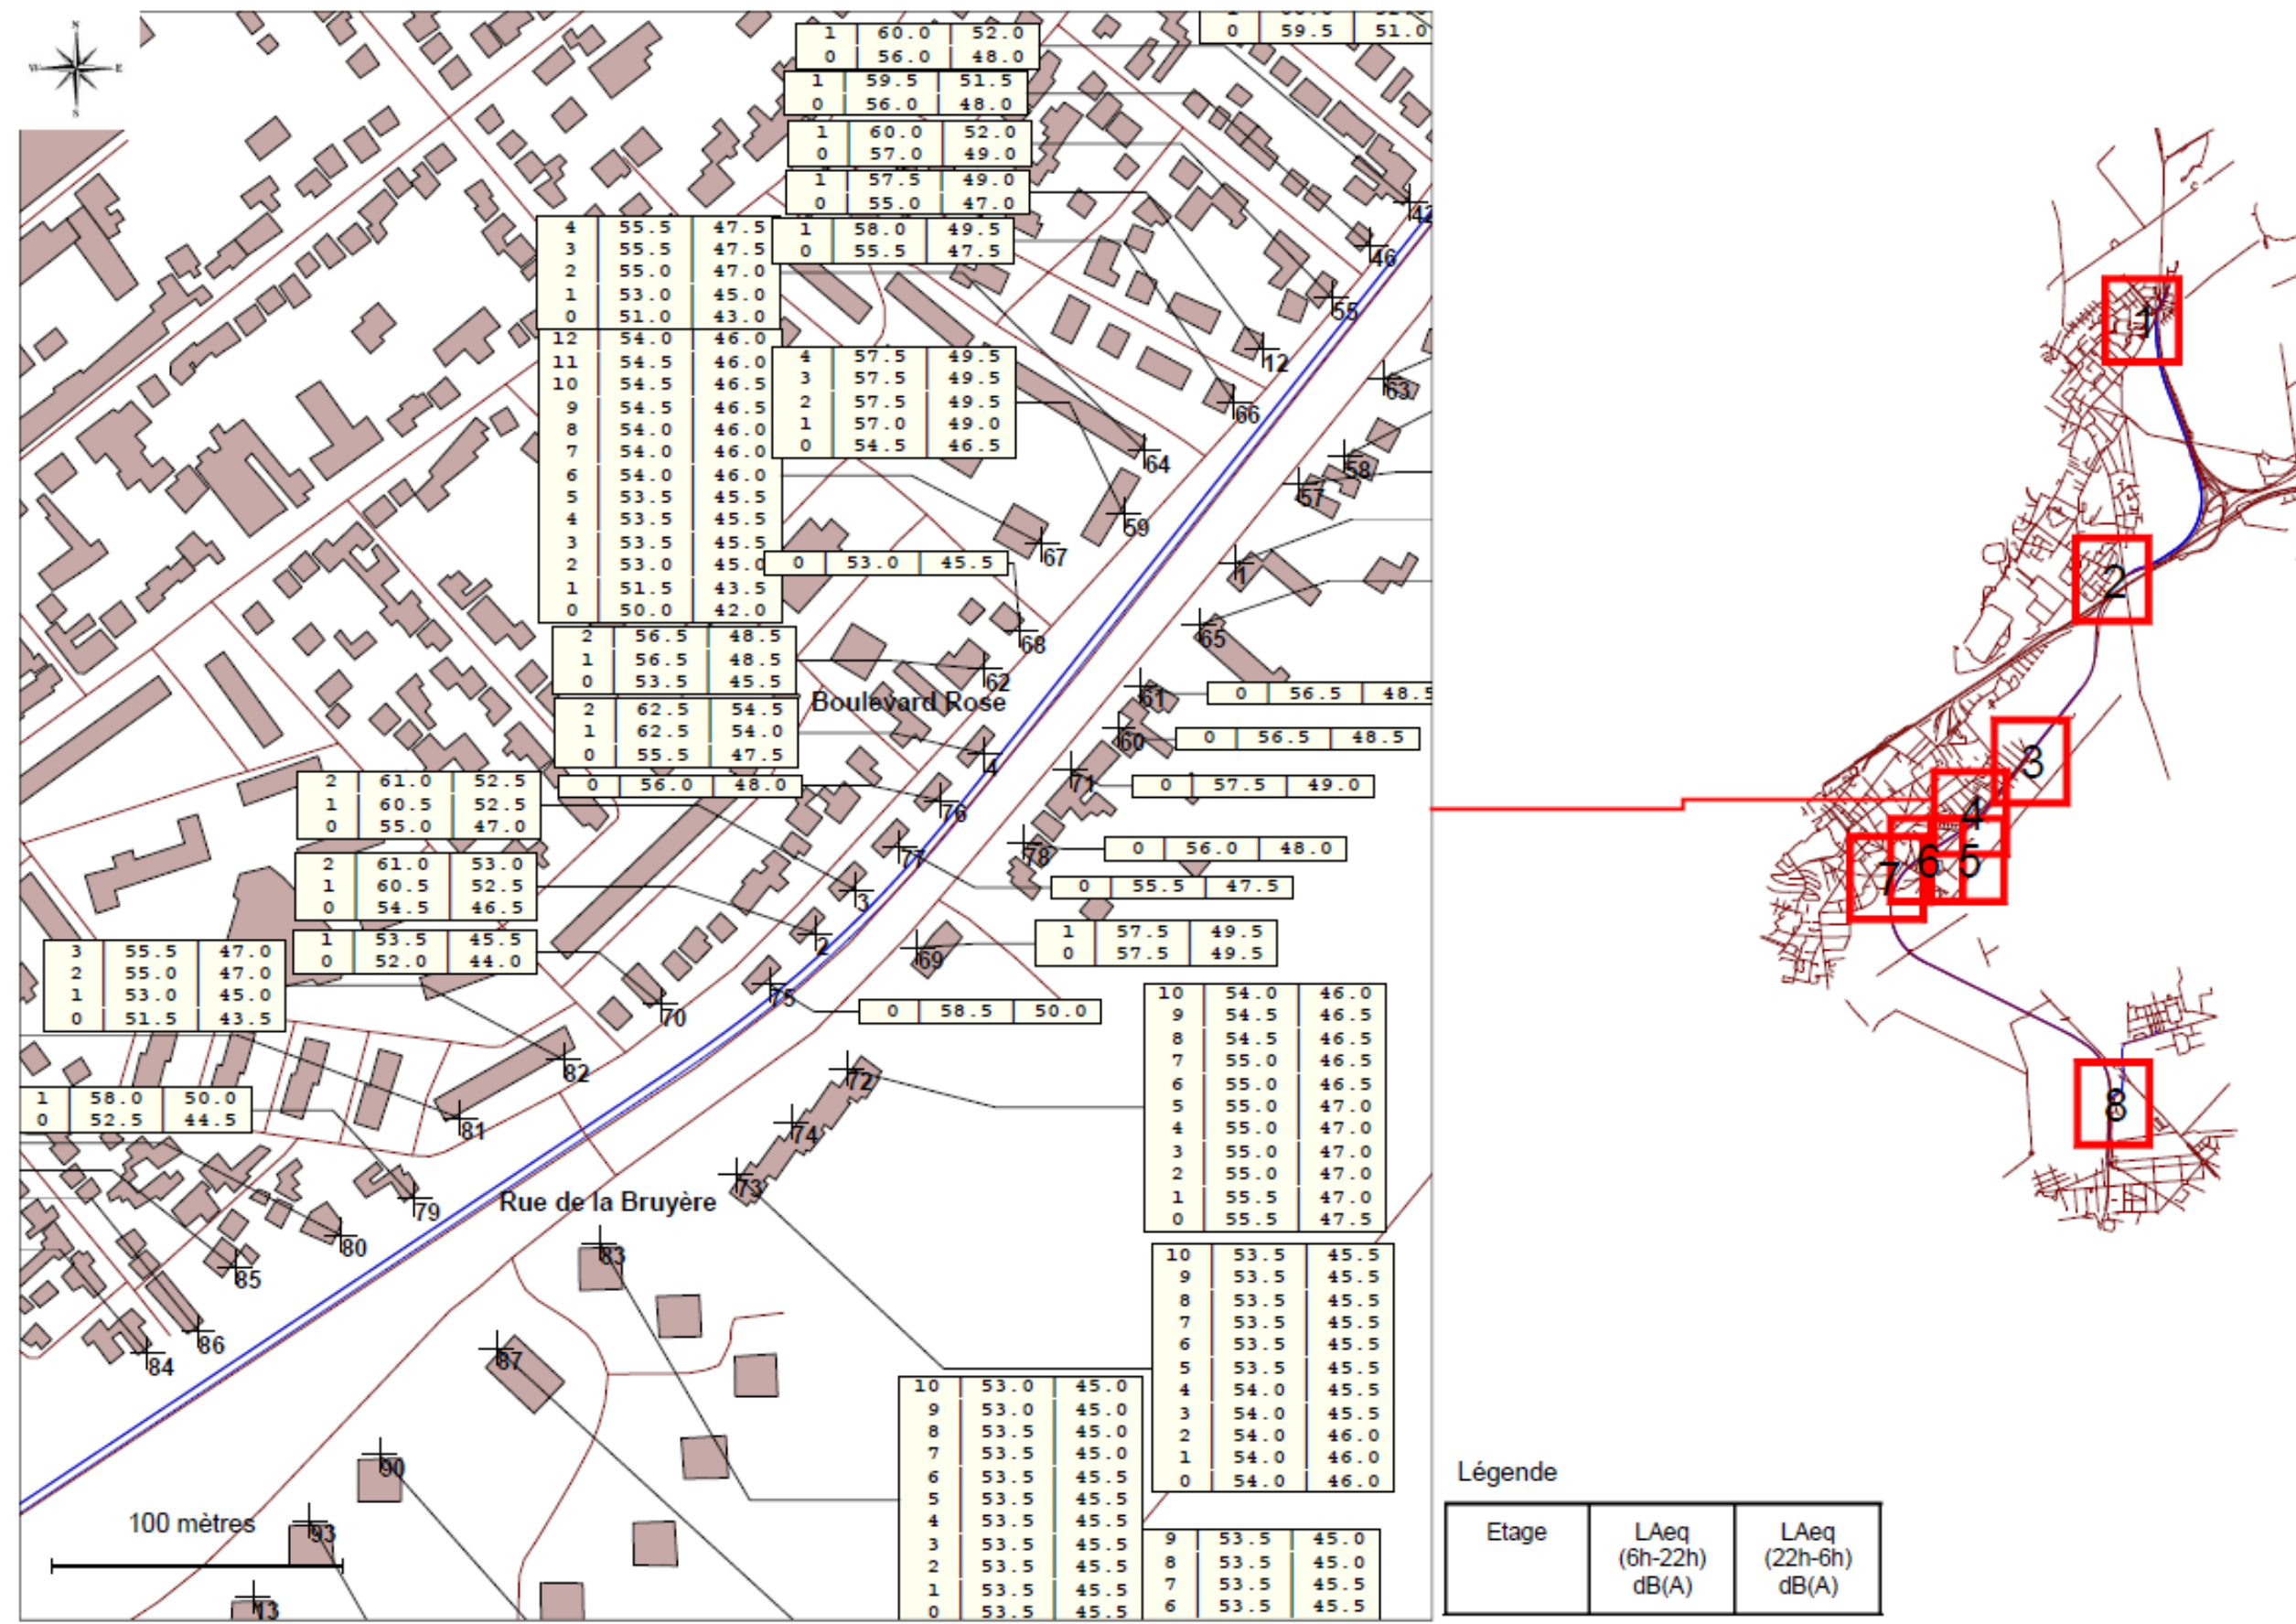 N
W E
S
0 59.5 51.0
1 60.0 52.0
0 56.0 48.0
1 59.5 51.5
0 56.0 48.0
1 60.0 52.0
0 57.0 49.0
1 57.5 49.0
0 55.0 47.0
1 58.0 49.5
0 55.5 47.5
4 55.5 47.5
3 55.5 47.5
2 55.0 47.0
1 53.0 45.0
0 51.0 43.0
12 54.0 46.0
11 54.5 46.0
10 54.5 46.5
9 54.5 46.5
8 54.0 46.0
7 54.0 46.0
6 54.0 46.0
5 53.5 45.5
4 53.5 45.5
3 53.5 45.5
2 53.0 45.0
1 51.5 43.5
0 50.0 42.0
4 57.5 49.5
3 57.5 49.5
2 57.5 49.5
1 57.0 49.0
0 54.5 46.5
0 53.0 45.5
2 56.5 48.5
1 56.5 48.5
0 53.5 45.5
2 62.5 54.5
1 62.5 54.0
0 55.5 47.5
0 56.0 48.0
2 61.0 52.5
1 60.5 52.5
0 55.0 47.0
2 61.0 53.0
1 60.5 52.5
0 54.5 46.5
1 53.5 45.5
0 52.0 44.0
3 55.5 47.0
2 55.0 47.0
1 53.0 45.0
0 51.5 43.5
1 58.0 50.0
0 52.5 44.5
46
55
12
66
63
58
57
64
59
67
1
65
68
62
Boulevard Rose
61
0 56.5 48.5
60
0 56.5 48.5
4
71
0 57.5 49.0
76
77
78
0 56.0 48.0
0 55.5 47.5
3
2
69
1 57.5 49.5
0 57.5 49.5
75
70
0 58.5 50.0
82
81
72
74
73
10 54.0 46.0
9 54.5 46.5
8 54.5 46.5
7 55.0 46.5
6 55.0 46.5
5 55.0 47.0
4 55.0 47.0
3 55.0 47.0
2 55.0 47.0
1 55.5 47.0
0 55.5 47.5
Rue de la Bruyère
79
80
85
86
84
83
87
90
93
13
10 53.5 45.5
9 53.5 45.5
8 53.5 45.5
7 53.5 45.5
6 53.5 45.5
5 53.5 45.5
4 54.0 45.5
3 54.0 45.5
2 54.0 46.0
1 54.0 46.0
0 54.0 46.0
10 53.0 45.0
9 53.0 45.0
8 53.5 45.0
7 53.5 45.0
6 53.5 45.5
5 53.5 45.5
4 53.5 45.5
3 53.5 45.5
2 53.5 45.5
1 53.5 45.5
0 53.5 45.5
9 53.5 45.0
8 53.5 45.0
7 53.5 45.5
6 53.5 45.5
100 mètres
1
2
3
4
5
6
7
8
Légende
Etage LAeq LAeq
(6h-22h) (22h-6h)
dB(A) dB(A)